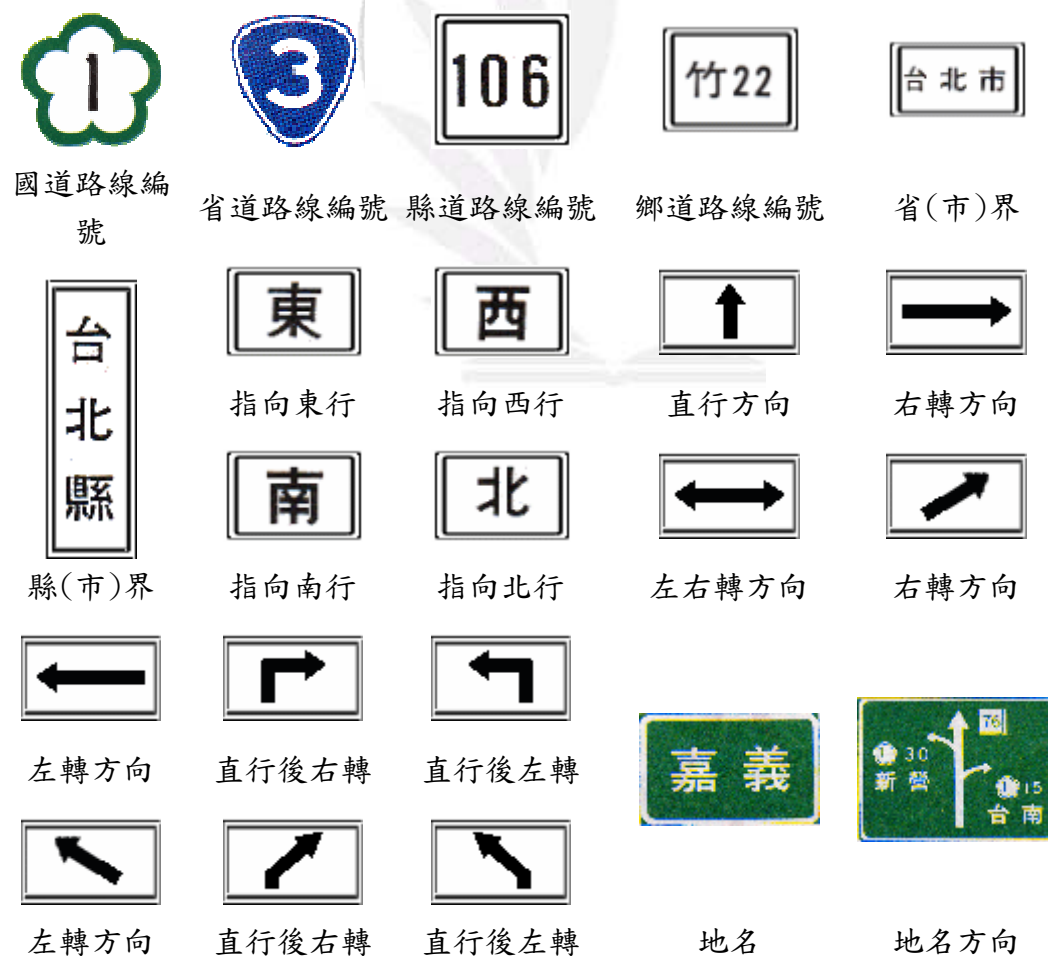 1
3
106
竹22
台北市
國道路線編
號
省道路線編號
縣道路線編號
鄉道路線編號
省(市)界
台
北
縣
縣(市)界
東
指向東行
西
指向西行
直行方向
右轉方向
南
指向南行
北
指向北行
左右轉方向
右轉方向
左轉方向
直行後右轉
直行後左轉
嘉義
地名
76
1 30
新營
1 15
台南
地名方向
左轉方向
直行後右轉
直行後左轉